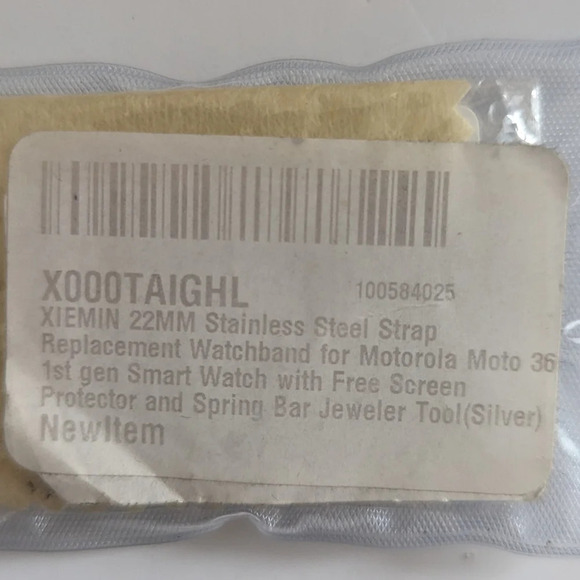 X000TAIGHL 100584025
XIEMIN 22MM Stainless Steel Strap
Replacement Watchband for Motorola Moto 36
1st gen Smart Watch with Free Screen
Protector and Spring Bar Jeweler Tool(Silver)
NewItem